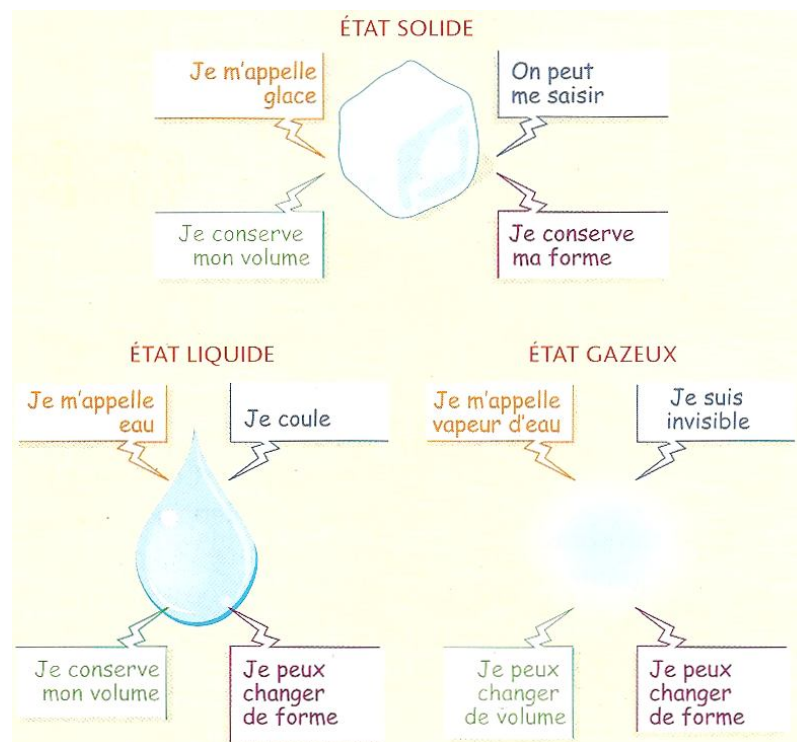 ÉTAT SOLIDE
Je m'appelle
glace
On peut
me saisir
Je conserve
mon volume
Je conserve
ma forme
ÉTAT LIQUIDE
Je m'appelle
eau
Je coule
Je conserve
mon volume
Je peux
changer
de forme
ÉTAT GAZEUX
Je m'appelle
vapeur d'eau
Je suis
invisible
Je peux
changer
de volume
Je peux
changer
de forme